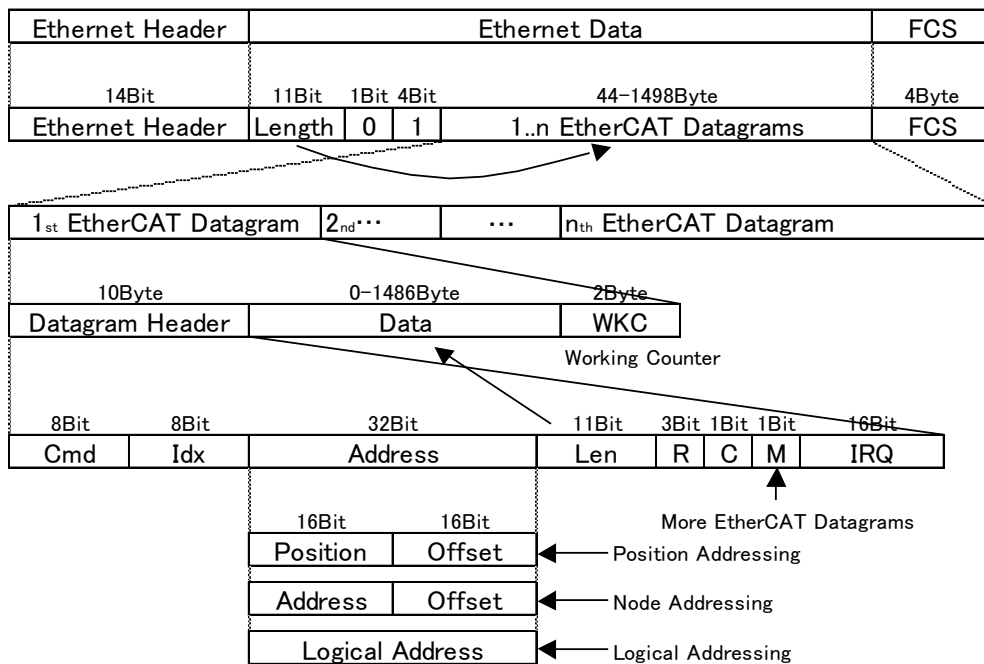 Ethernet Header Ethernet Data FCS
14Bit 11Bit 1Bit 4Bit 44-1498Byte 4Byte
Ethernet Header Length 0 1 1..n EtherCAT Datagrams FCS
1st EtherCAT Datagram 2nd… … nth EtherCAT Datagram
10Byte 0-1486Byte 2Byte
Datagram Header Data WKC
Working Counter
8Bit 8Bit 32Bit 11Bit 3Bit 1Bit 1Bit 16Bit
Cmd Idx Address Len R C M IRQ
More EtherCAT Datagrams
16Bit 16Bit
Position Offset Position Addressing
Address Offset Node Addressing
Logical Address Logical Addressing